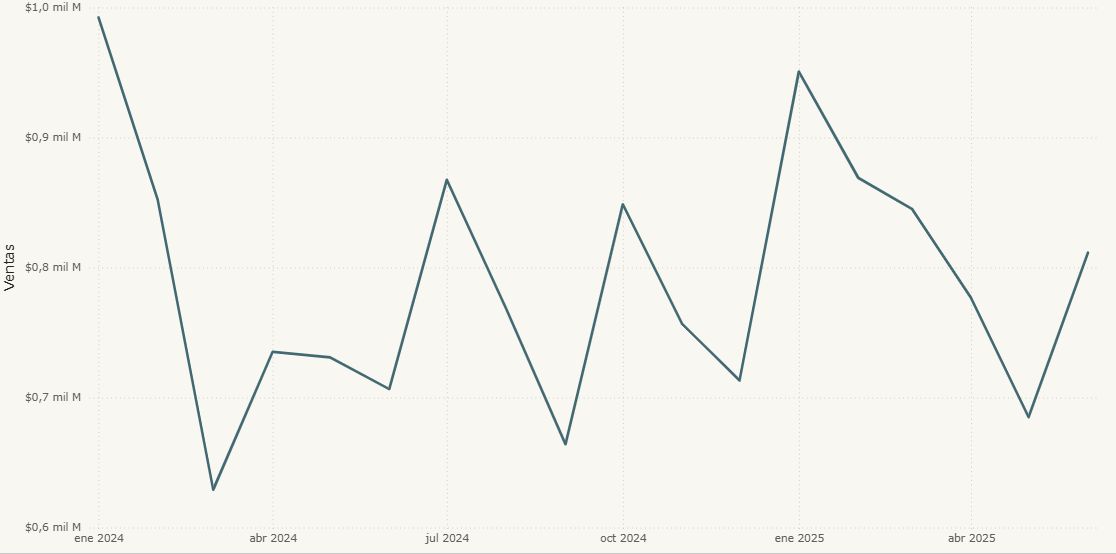 $1,0 mil M
$0,9 mil M
$0,8 mil M
$0,7 mil M
$0,6 mil M
Ventas
ene 2024
abr 2024
jul 2024
oct 2024
ene 2025
abr 2025